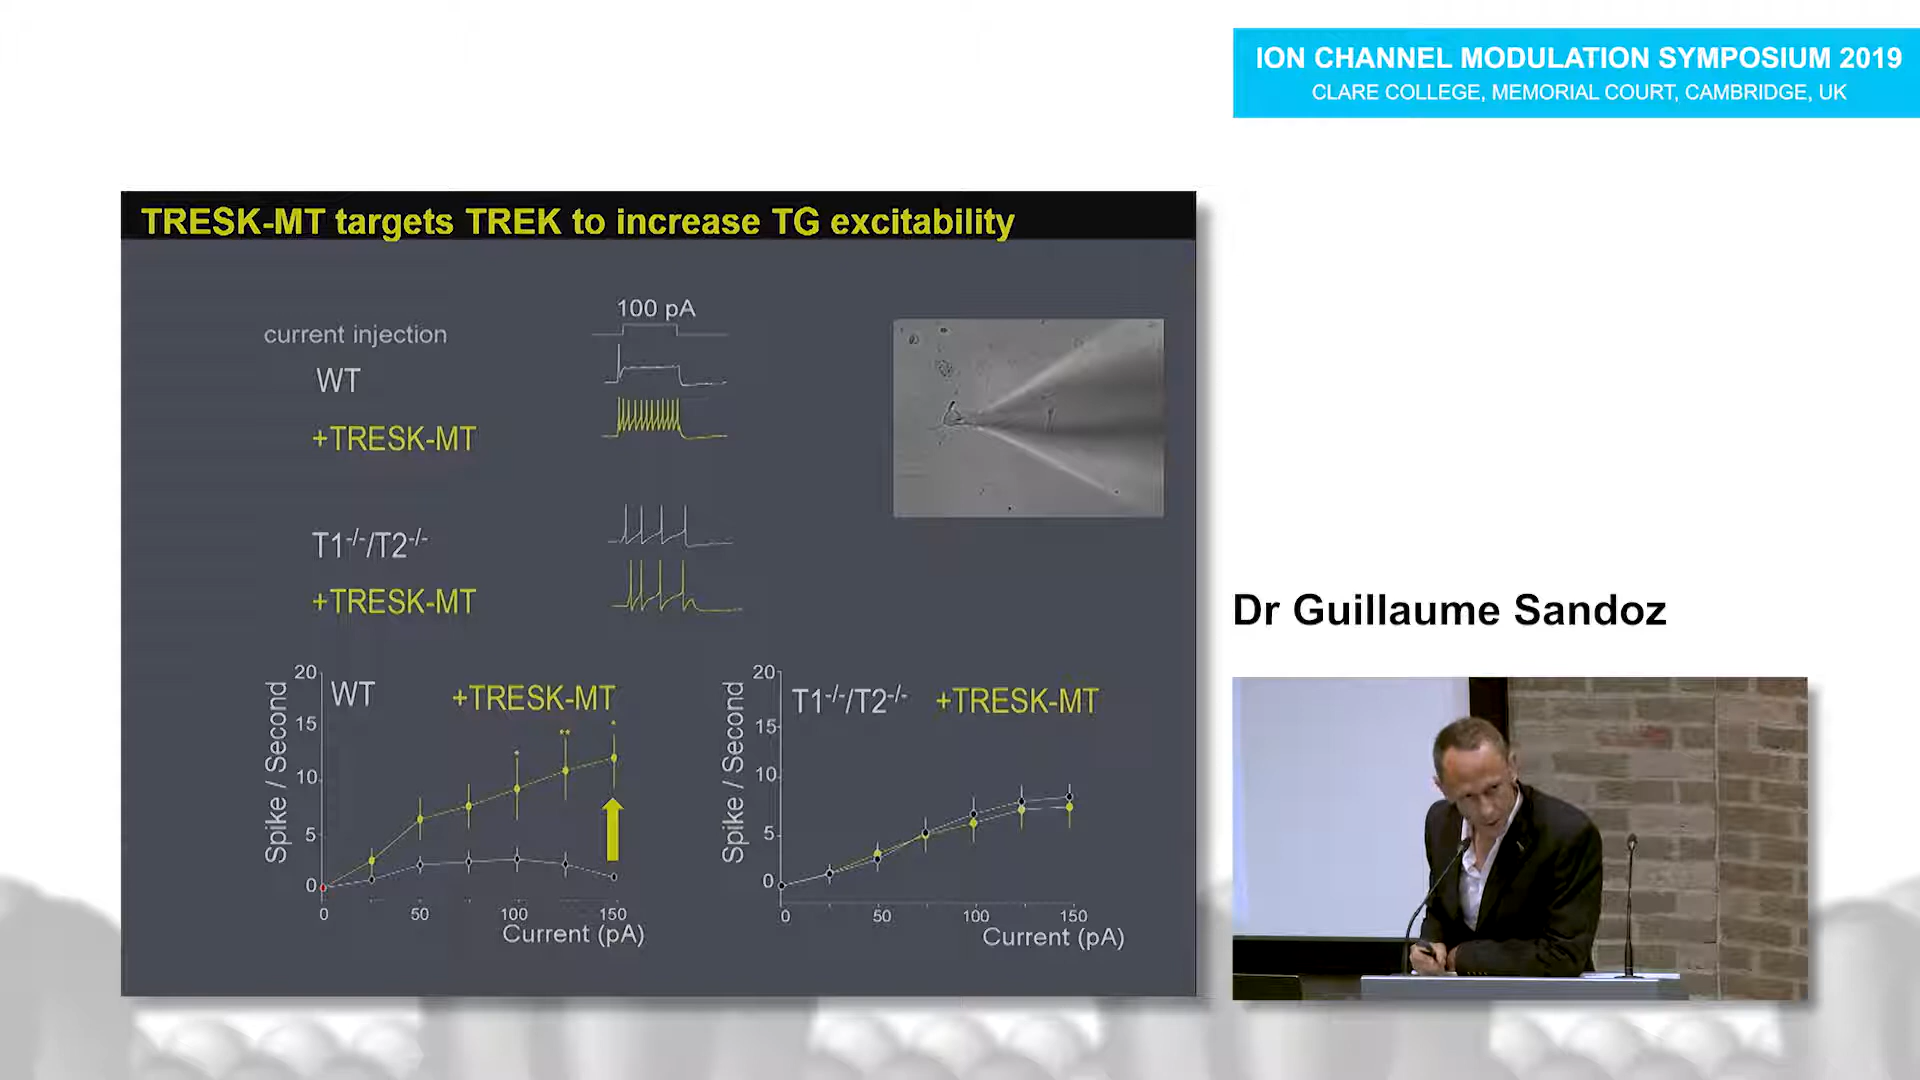 ION CHANNEL MODULATION SYMPOSIUM 2019
CLARE COLLEGE, MEMORIAL COURT, CAMBRIDGE, UK
TRESK-MT targets TREK to increase TG excitability
100 pA
current injection
WT
+TRESK-MT
T1-/-/T2-/-
+TRESK-MT
20
15
10
5
0
Spike / Second
WT
+TRESK-MT
*
**
*
0 50 100 150
Current (pA)
20
15
10
5
0
Spike / Second
T1-/-/T2-/- +TRESK-MT
0 50 100 150
Current (pA)
Dr Guillaume Sandoz